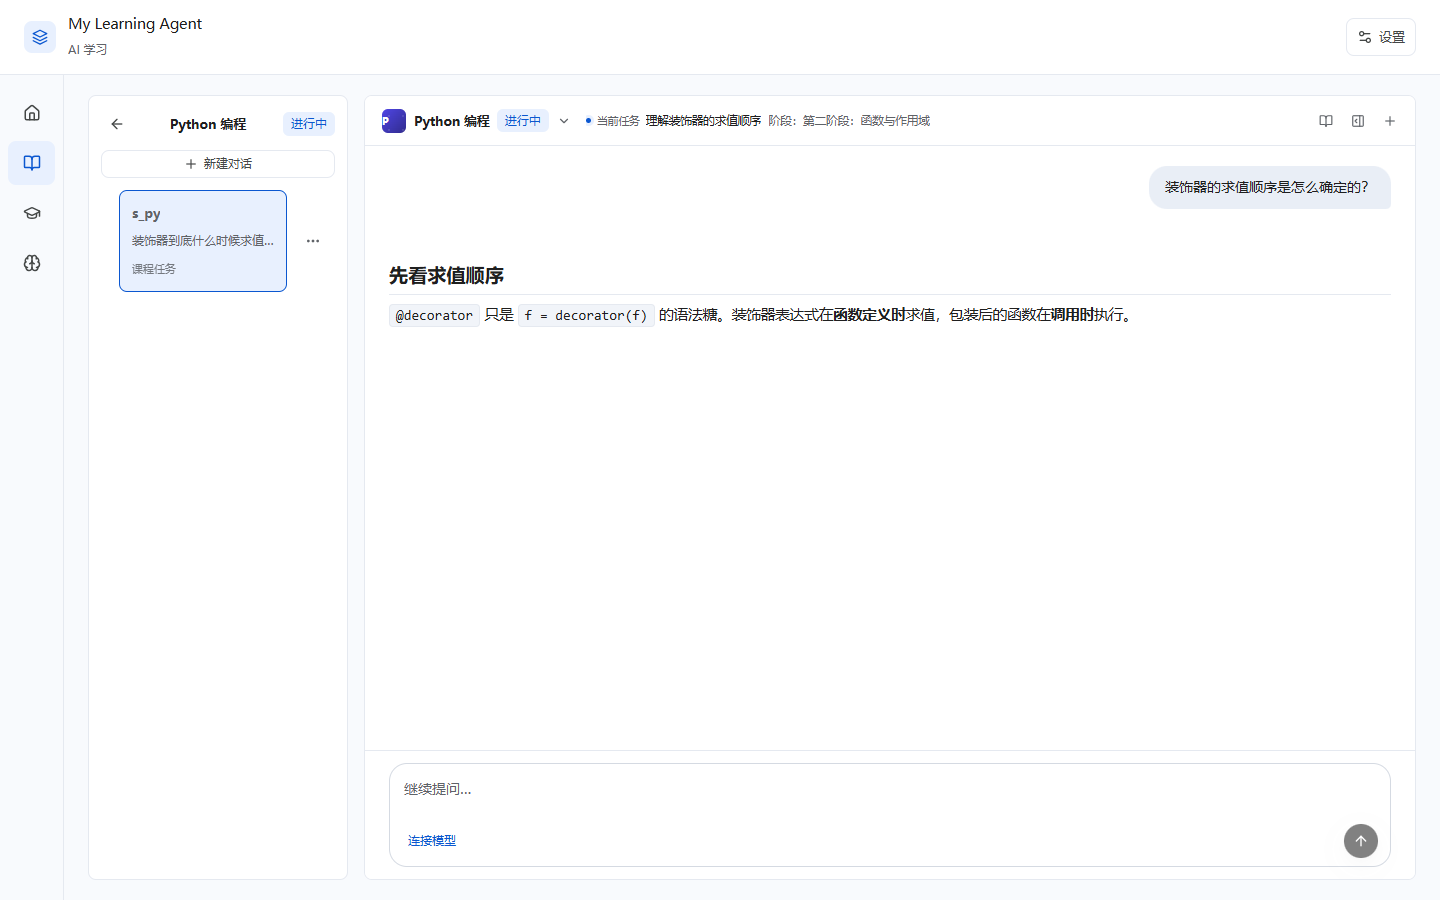 My Learning Agent
AI 学习
设置
Python 编程
进行中
新建对话
s_py
装饰器到底什么时候求值...
课程任务
P
Python 编程
进行中
当前任务 理解装饰器的求值顺序 阶段：第二阶段：函数与作用域
装饰器的求值顺序是怎么确定的？
先看求值顺序
@decorator 只是 f = decorator(f) 的语法糖。装饰器表达式在函数定义时求值，包装后的函数在调用时执行。
继续提问...
连接模型